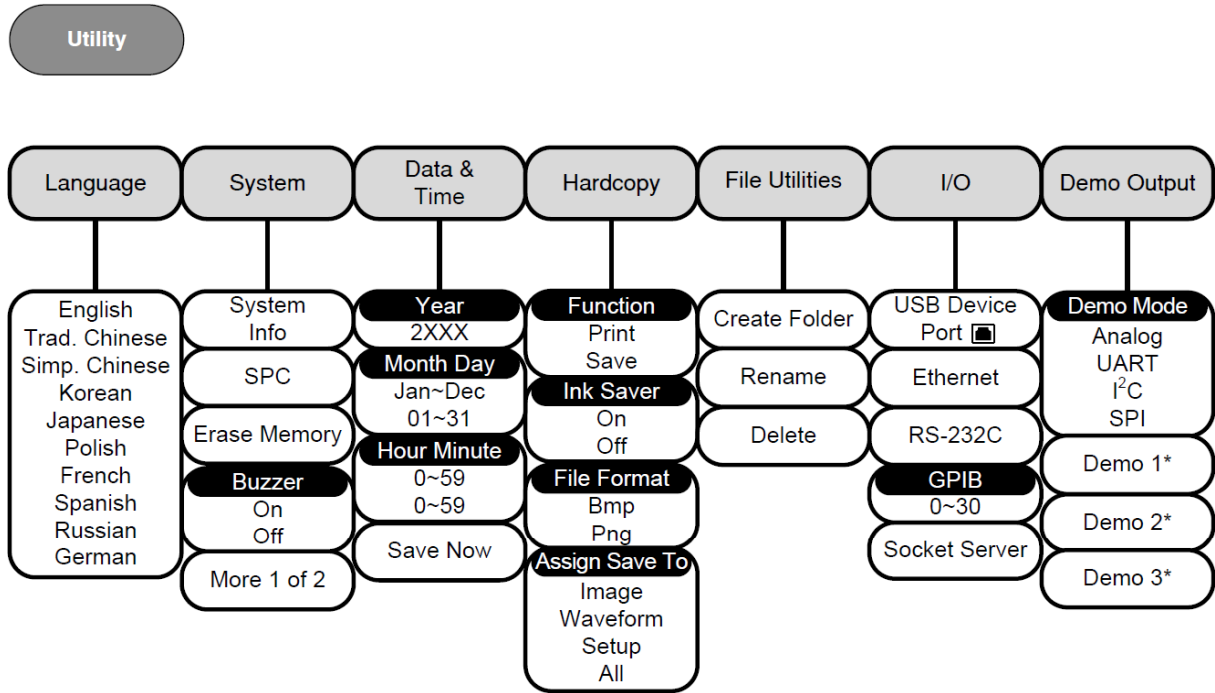 Utility
Language
System
Data &
Time
Hardcopy
File Utilities
I/O
Demo Output
English
Trad. Chinese
Simp. Chinese
Korean
Japanese
Polish
French
Spanish
Russian
German
System
Info
SPC
Erase Memory
Buzzer
On
Off
More 1 of 2
Year
2XXX
Month Day
Jan~Dec
01~31
Hour Minute
0~59
0~59
Save Now
Function
Print
Save
Ink Saver
On
Off
File Format
Bmp
Png
Assign Save To
Image
Waveform
Setup
All
Create Folder
Rename
Delete
USB Device
Port
Ethernet
RS-232C
GPIB
0~30
Socket Server
Demo Mode
Analog
UART
I²C
SPI
Demo 1*
Demo 2*
Demo 3*